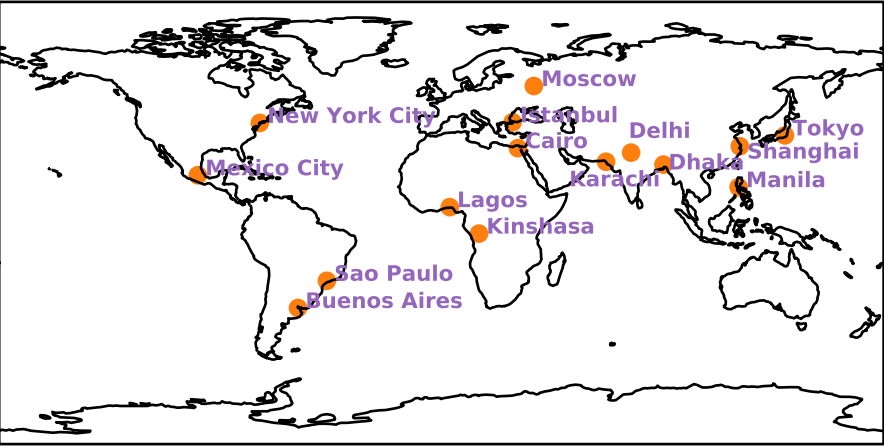 Moscow
New York City
Istanbul
Delhi
Tokyo
Cairo
Shanghai
Mexico City
Dhaka
Karachi
Manila
Lagos
Kinshasa
Sao Paulo
Buenos Aires